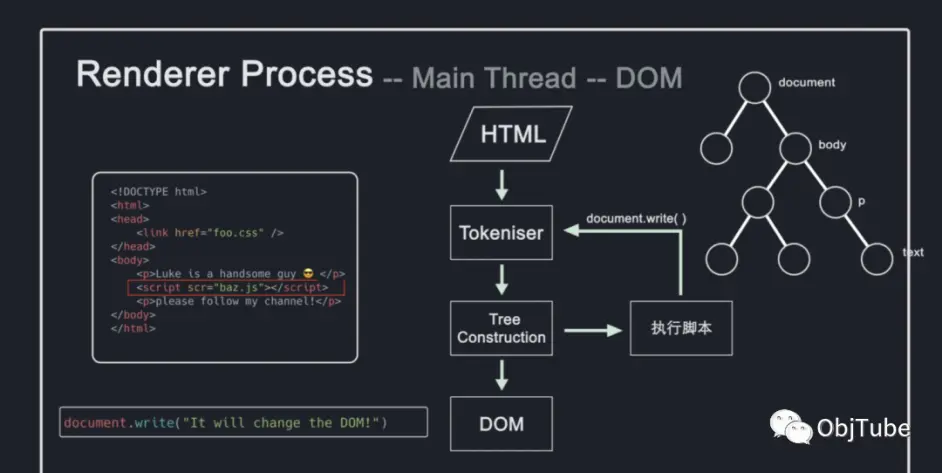 Renderer Process -- Main Thread -- DOM
<!DOCTYPE html>
<html>
<head>
<link href="foo.css" />
</head>
<body>
<p>Luke is a handsome guy 😎 </p>
<script scr="baz.js"></script>
<p>please follow my channel!</p>
</body>
</html>
document.write("It will change the DOM!")
HTML
Tokeniser
document.write( )
Tree
Construction
执行脚本
DOM
document
body
p
text
ObjTube